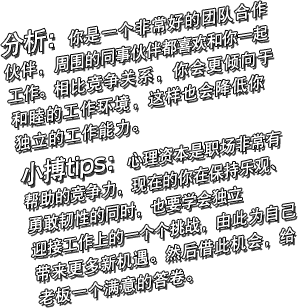 分析：你是一个非常好的团队合作
伙伴，周围的同事伙伴都喜欢和你一起
工作。相比竞争关系，你会更倾向于
和睦的工作环境，这样也会降低你
独立的工作能力。
小搏tips：心理资本是职场非常有
帮助的竞争力，现在的你在保持乐观、
勇敢韧性的同时，也要学会独立
迎接工作上的一个个挑战，由此为自己
带来更多新机遇。然后借此机会，给
老板一个满意的答卷。